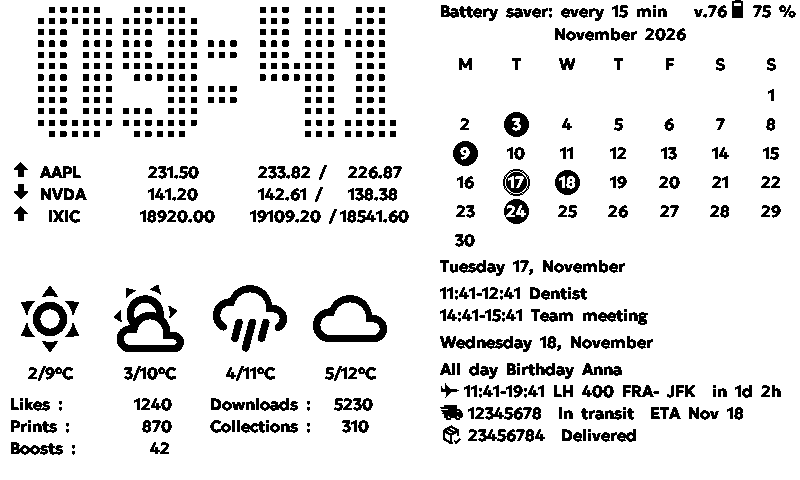 09:41
AAPL 231.50 233.82 / 226.87
NVDA 141.20 142.61 / 138.38
IXIC 18920.00 19109.20 / 18541.60
2/9°C 3/10°C 4/11°C 5/12°C
Likes : 1240 Downloads : 5230
Prints : 870 Collections : 310
Boosts : 42
Battery saver: every 15 min v.76 75 %
November 2026
M T W T F S S
1
2 3 4 5 6 7 8
9 10 11 12 13 14 15
16 17 18 19 20 21 22
23 24 25 26 27 28 29
30
Tuesday 17, November
11:41-12:41 Dentist
14:41-15:41 Team meeting
Wednesday 18, November
All day Birthday Anna
11:41-19:41 LH 400 FRA- JFK in 1d 2h
12345678 In transit ETA Nov 18
23456784 Delivered